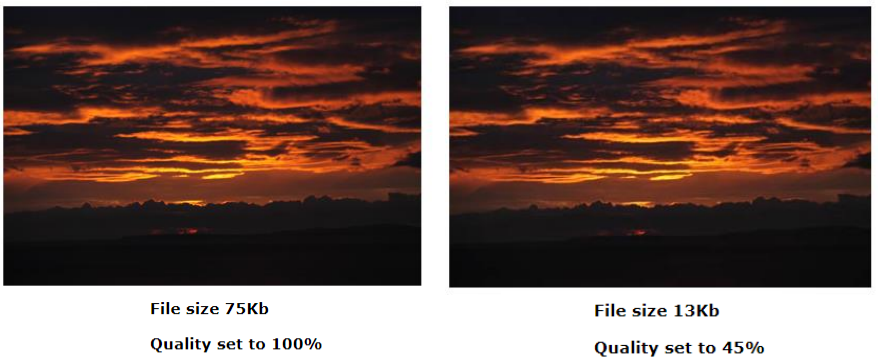 File size 75Kb
Quality set to 100%
File size 13Kb
Quality set to 45%